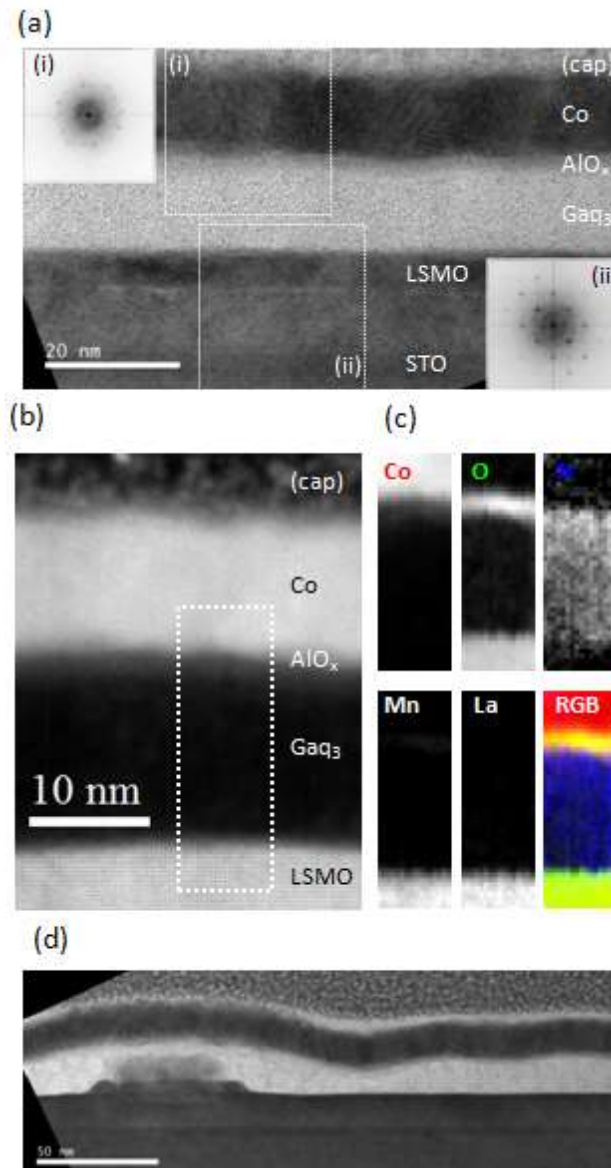 (a)
(i)
(i)
(cap)
Co
AlOₓ
Gaq₃
LSMO
(ii
20 nm
(ii)
STO
(b)
(c)
(cap)
Co
AlOₓ
Gaq₃
10 nm
LSMO
Co
O
Mn
La
RGB
(d)
50 nm